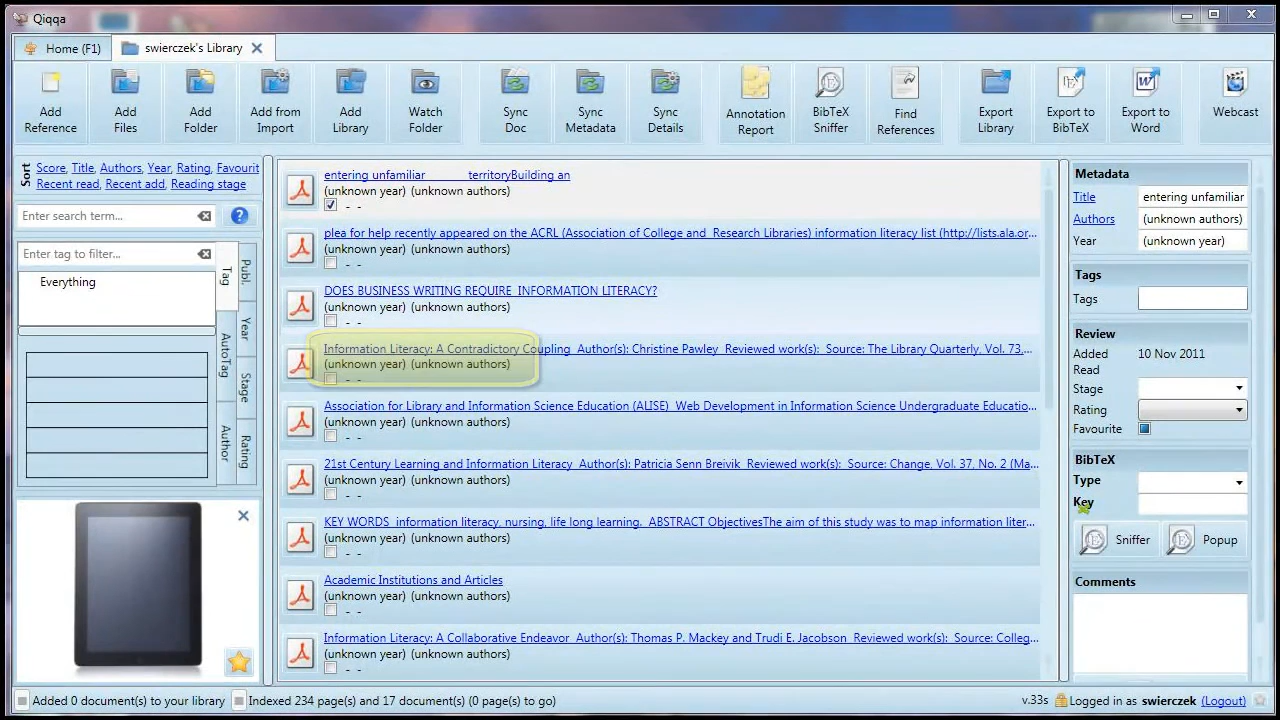 Qiqqa
Home (F1)
swierczek's Library
Add Reference
Add Files
Add Folder
Add from Import
Add Library
Watch Folder
Sync Doc
Sync Metadata
Sync Details
Annotation Report
BibTeX Sniffer
Find References
Export Library
Export to BibTeX
Export to Word
Webcast
Sort
Score, Title, Authors, Year, Rating, Favourit
Recent read, Recent add, Reading stage
Enter search term...
Enter tag to filter...
Everything
Tag
AutoTag
Author
Publ.
Year
Stage
Rating
entering unfamiliar territoryBuilding an
(unknown year) (unknown authors)
- -
plea for help recently appeared on the ACRL (Association of College and Research Libraries) information literacy list (http://lists.ala.or...
(unknown year) (unknown authors)
- -
DOES BUSINESS WRITING REQUIRE INFORMATION LITERACY?
(unknown year) (unknown authors)
- -
Information Literacy: A Contradictory Coupling Author(s): Christine Pawley Reviewed work(s): Source: The Library Quarterly, Vol. 73,...
(unknown year) (unknown authors)
- -
Association for Library and Information Science Education (ALISE) Web Development in Information Science Undergraduate Educatio...
(unknown year) (unknown authors)
- -
21st Century Learning and Information Literacy Author(s): Patricia Senn Breivik Reviewed work(s): Source: Change, Vol. 37, No. 2 (Ma...
(unknown year) (unknown authors)
- -
KEY WORDS information literacy, nursing, life long learning. ABSTRACT ObjectivesThe aim of this study was to map information liter...
(unknown year) (unknown authors)
- -
Academic Institutions and Articles
(unknown year) (unknown authors)
- -
Information Literacy: A Collaborative Endeavor Author(s): Thomas P. Mackey and Trudi E. Jacobson Reviewed work(s): Source: Colleg...
(unknown year) (unknown authors)
- -
Metadata
Title entering unfamiliar
Authors (unknown authors)
Year (unknown year)
Tags
Tags
Review
Added 10 Nov 2011
Read
Stage
Rating
Favourite
BibTeX
Type
Key
Sniffer
Popup
Comments
Added 0 document(s) to your library
Indexed 234 page(s) and 17 document(s) (0 page(s) to go)
v.33s
Logged in as swierczek (Logout)